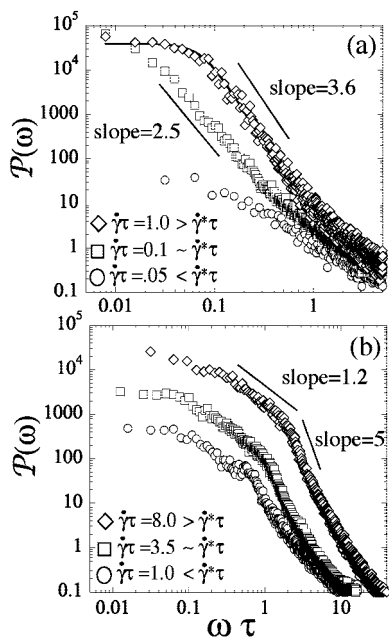 (a)
10^5
10^4
1000
100
10
1
0.1
P(ω)
slope=3.6
slope=2.5
◇ γ̇τ =1.0 > γ̇*τ
□ γ̇τ =0.1 ~ γ̇*τ
○ γ̇τ =.05 < γ̇*τ
0.01 0.1 1
(b)
10^5
10^4
1000
100
10
1
0.1
P(ω)
slope=1.2
slope=5
◇ γ̇τ =8.0 > γ̇*τ
□ γ̇τ =3.5 ~ γ̇*τ
○ γ̇τ =1.0 < γ̇*τ
0.01 0.1 1 10
ω τ